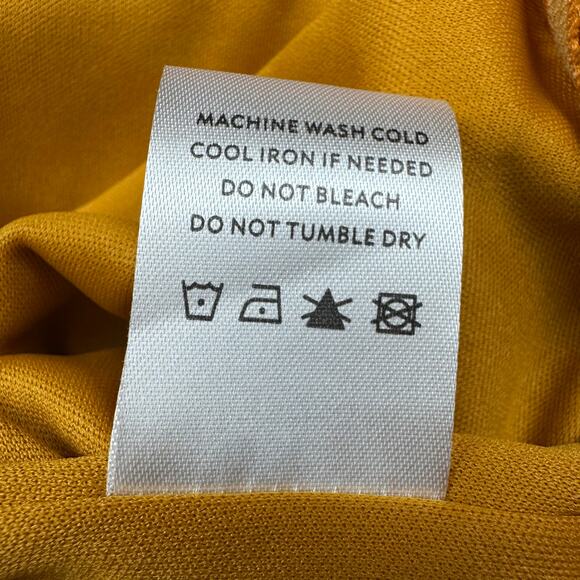 MACHINE WASH COLD
COOL IRON IF NEEDED
DO NOT BLEACH
DO NOT TUMBLE DRY